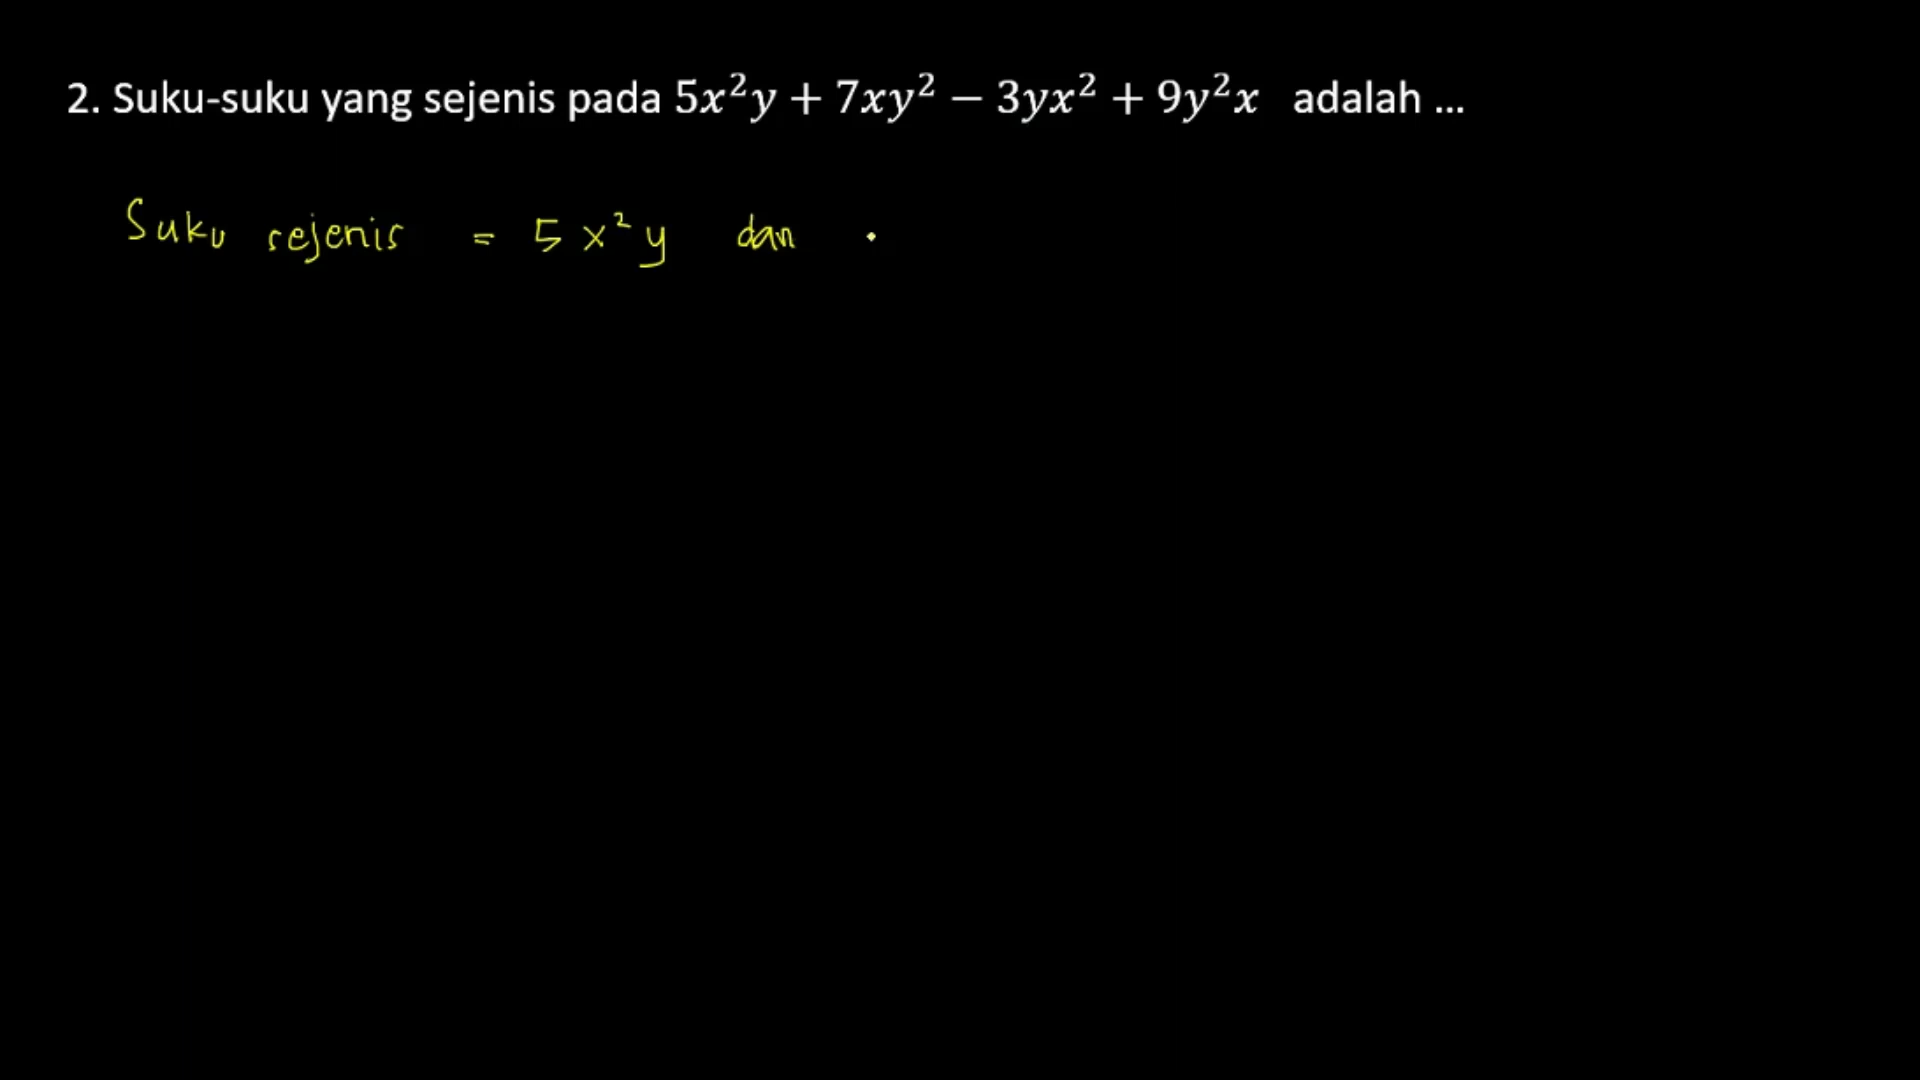 2. Suku-suku yang sejenis pada 5x²y + 7xy² − 3yx² + 9y²x adalah ...
Suku sejenis = 5x²y dan